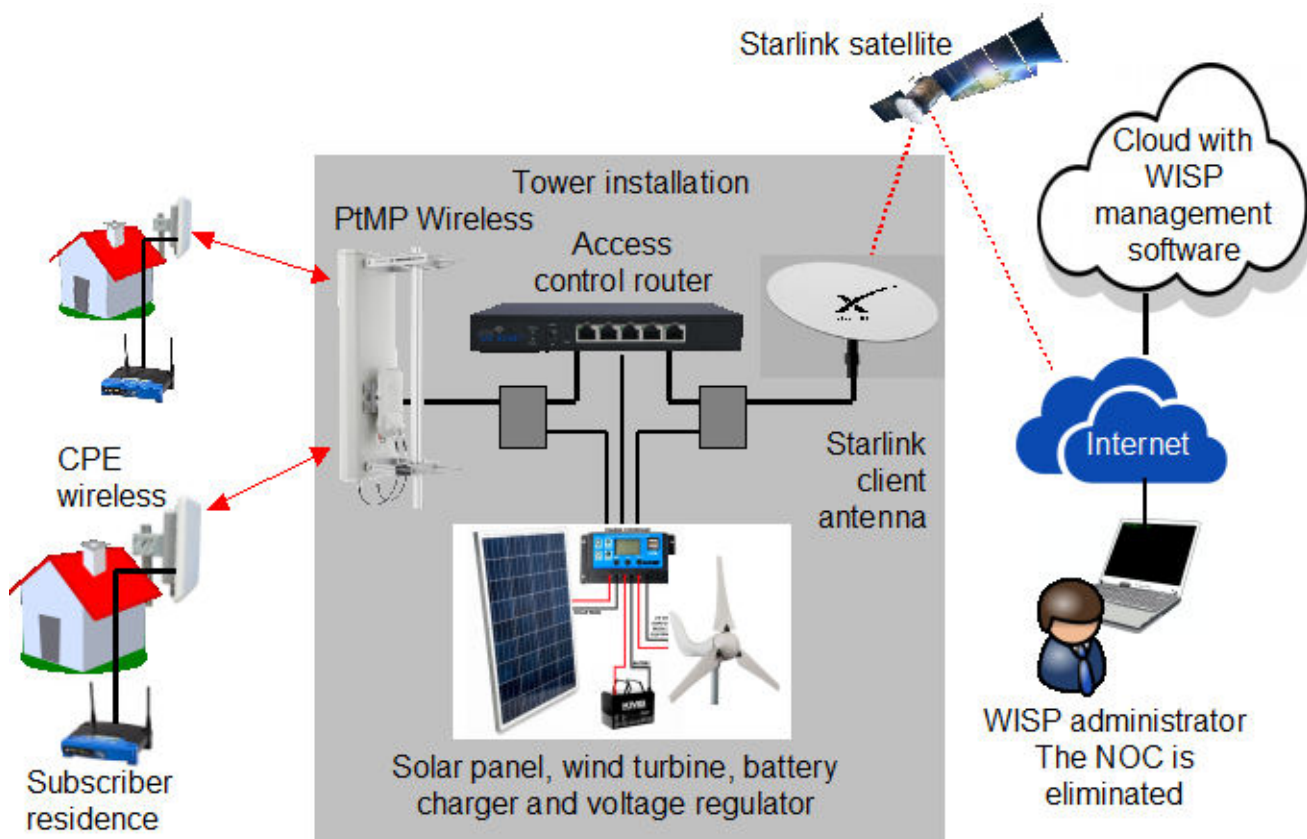 Starlink satellite
Cloud with
WISP
management
software
Tower installation
PtMP Wireless
Access
control router
CPE
wireless
Starlink
client
antenna
Internet
KMG
Solar panel, wind turbine, battery
charger and voltage regulator
Subscriber
residence
WISP administrator
The NOC is
eliminated